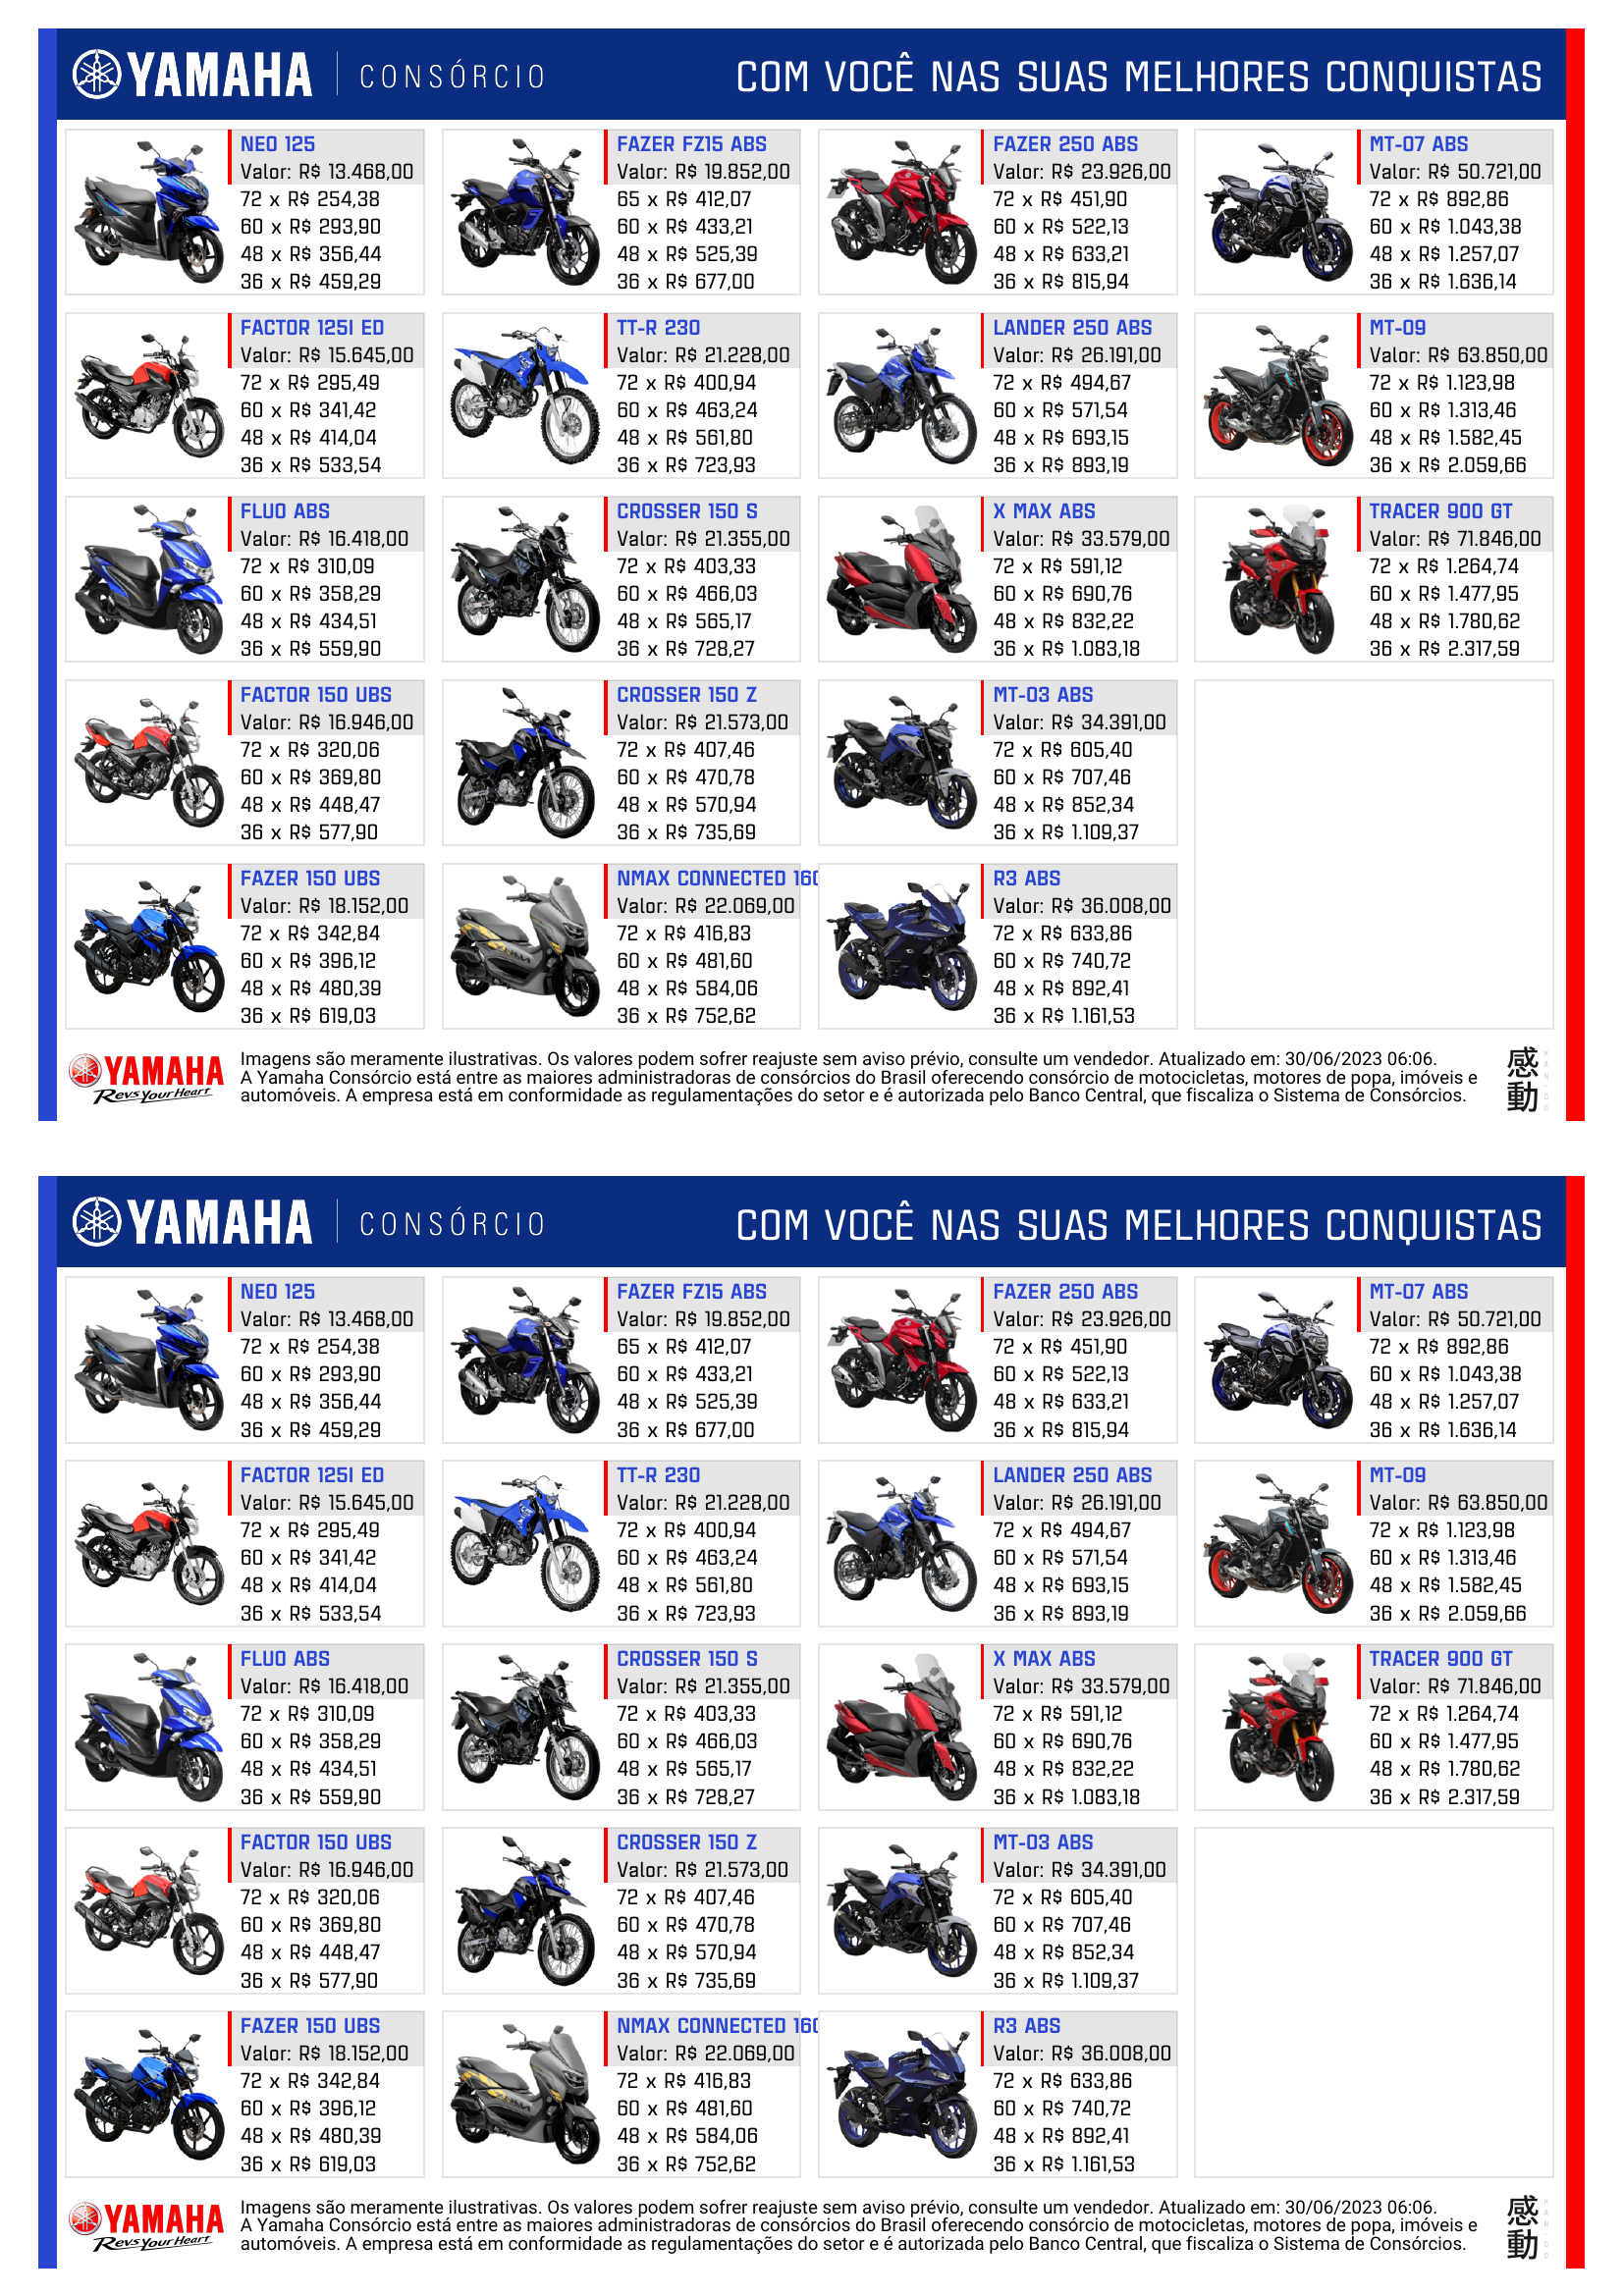 YAMAHA CONSÓRCIO
COM VOCÊ NAS SUAS MELHORES CONQUISTAS
NEO 125
Valor: R$ 13.468,00
72 x R$ 254,38
60 x R$ 293,90
48 x R$ 356,44
36 x R$ 459,29
FAZER FZ15 ABS
Valor: R$ 19.852,00
65 x R$ 412,07
60 x R$ 433,21
48 x R$ 525,39
36 x R$ 677,00
FAZER 250 ABS
Valor: R$ 23.926,00
72 x R$ 451,90
60 x R$ 522,13
48 x R$ 633,21
36 x R$ 815,94
MT-07 ABS
Valor: R$ 50.721,00
72 x R$ 892,86
60 x R$ 1.043,38
48 x R$ 1.257,07
36 x R$ 1.636,14
FACTOR 125I ED
Valor: R$ 15.645,00
72 x R$ 295,49
60 x R$ 341,42
48 x R$ 414,04
36 x R$ 533,54
TT-R 230
Valor: R$ 21.228,00
72 x R$ 400,94
60 x R$ 463,24
48 x R$ 561,80
36 x R$ 723,93
LANDER 250 ABS
Valor: R$ 26.191,00
72 x R$ 494,67
60 x R$ 571,54
48 x R$ 693,15
36 x R$ 893,19
MT-09
Valor: R$ 63.850,00
72 x R$ 1.123,98
60 x R$ 1.313,46
48 x R$ 1.582,45
36 x R$ 2.059,66
FLUO ABS
Valor: R$ 16.418,00
72 x R$ 310,09
60 x R$ 358,29
48 x R$ 434,51
36 x R$ 559,90
CROSSER 150 S
Valor: R$ 21.355,00
72 x R$ 403,33
60 x R$ 466,03
48 x R$ 565,17
36 x R$ 728,27
X MAX ABS
Valor: R$ 33.579,00
72 x R$ 591,12
60 x R$ 690,76
48 x R$ 832,22
36 x R$ 1.083,18
TRACER 900 GT
Valor: R$ 71.846,00
72 x R$ 1.264,74
60 x R$ 1.477,95
48 x R$ 1.780,62
36 x R$ 2.317,59
FACTOR 150 UBS
Valor: R$ 16.946,00
72 x R$ 320,06
60 x R$ 369,80
48 x R$ 448,47
36 x R$ 577,90
CROSSER 150 Z
Valor: R$ 21.573,00
72 x R$ 407,46
60 x R$ 470,78
48 x R$ 570,94
36 x R$ 735,69
MT-03 ABS
Valor: R$ 34.391,00
72 x R$ 605,40
60 x R$ 707,46
48 x R$ 852,34
36 x R$ 1.109,37
FAZER 150 UBS
Valor: R$ 18.152,00
72 x R$ 342,84
60 x R$ 396,12
48 x R$ 480,39
36 x R$ 619,03
NMAX CONNECTED 160
Valor: R$ 22.069,00
72 x R$ 416,83
60 x R$ 481,60
48 x R$ 584,06
36 x R$ 752,62
R3 ABS
Valor: R$ 36.008,00
72 x R$ 633,86
60 x R$ 740,72
48 x R$ 892,41
36 x R$ 1.161,53
YAMAHA
Revs Your Heart
Imagens são meramente ilustrativas. Os valores podem sofrer reajuste sem aviso prévio, consulte um vendedor. Atualizado em: 30/06/2023 06:06.
A Yamaha Consórcio está entre as maiores administradoras de consórcios do Brasil oferecendo consórcio de motocicletas, motores de popa, imóveis e
automóveis. A empresa está em conformidade as regulamentações do setor e é autorizada pelo Banco Central, que fiscaliza o Sistema de Consórcios.
感動
YAMAHA CONSÓRCIO
COM VOCÊ NAS SUAS MELHORES CONQUISTAS
NEO 125
Valor: R$ 13.468,00
72 x R$ 254,38
60 x R$ 293,90
48 x R$ 356,44
36 x R$ 459,29
FAZER FZ15 ABS
Valor: R$ 19.852,00
65 x R$ 412,07
60 x R$ 433,21
48 x R$ 525,39
36 x R$ 677,00
FAZER 250 ABS
Valor: R$ 23.926,00
72 x R$ 451,90
60 x R$ 522,13
48 x R$ 633,21
36 x R$ 815,94
MT-07 ABS
Valor: R$ 50.721,00
72 x R$ 892,86
60 x R$ 1.043,38
48 x R$ 1.257,07
36 x R$ 1.636,14
FACTOR 125I ED
Valor: R$ 15.645,00
72 x R$ 295,49
60 x R$ 341,42
48 x R$ 414,04
36 x R$ 533,54
TT-R 230
Valor: R$ 21.228,00
72 x R$ 400,94
60 x R$ 463,24
48 x R$ 561,80
36 x R$ 723,93
LANDER 250 ABS
Valor: R$ 26.191,00
72 x R$ 494,67
60 x R$ 571,54
48 x R$ 693,15
36 x R$ 893,19
MT-09
Valor: R$ 63.850,00
72 x R$ 1.123,98
60 x R$ 1.313,46
48 x R$ 1.582,45
36 x R$ 2.059,66
FLUO ABS
Valor: R$ 16.418,00
72 x R$ 310,09
60 x R$ 358,29
48 x R$ 434,51
36 x R$ 559,90
CROSSER 150 S
Valor: R$ 21.355,00
72 x R$ 403,33
60 x R$ 466,03
48 x R$ 565,17
36 x R$ 728,27
X MAX ABS
Valor: R$ 33.579,00
72 x R$ 591,12
60 x R$ 690,76
48 x R$ 832,22
36 x R$ 1.083,18
TRACER 900 GT
Valor: R$ 71.846,00
72 x R$ 1.264,74
60 x R$ 1.477,95
48 x R$ 1.780,62
36 x R$ 2.317,59
FACTOR 150 UBS
Valor: R$ 16.946,00
72 x R$ 320,06
60 x R$ 369,80
48 x R$ 448,47
36 x R$ 577,90
CROSSER 150 Z
Valor: R$ 21.573,00
72 x R$ 407,46
60 x R$ 470,78
48 x R$ 570,94
36 x R$ 735,69
MT-03 ABS
Valor: R$ 34.391,00
72 x R$ 605,40
60 x R$ 707,46
48 x R$ 852,34
36 x R$ 1.109,37
FAZER 150 UBS
Valor: R$ 18.152,00
72 x R$ 342,84
60 x R$ 396,12
48 x R$ 480,39
36 x R$ 619,03
NMAX CONNECTED 160
Valor: R$ 22.069,00
72 x R$ 416,83
60 x R$ 481,60
48 x R$ 584,06
36 x R$ 752,62
R3 ABS
Valor: R$ 36.008,00
72 x R$ 633,86
60 x R$ 740,72
48 x R$ 892,41
36 x R$ 1.161,53
YAMAHA
Revs Your Heart
Imagens são meramente ilustrativas. Os valores podem sofrer reajuste sem aviso prévio, consulte um vendedor. Atualizado em: 30/06/2023 06:06.
A Yamaha Consórcio está entre as maiores administradoras de consórcios do Brasil oferecendo consórcio de motocicletas, motores de popa, imóveis e
automóveis. A empresa está em conformidade as regulamentações do setor e é autorizada pelo Banco Central, que fiscaliza o Sistema de Consórcios.
感動